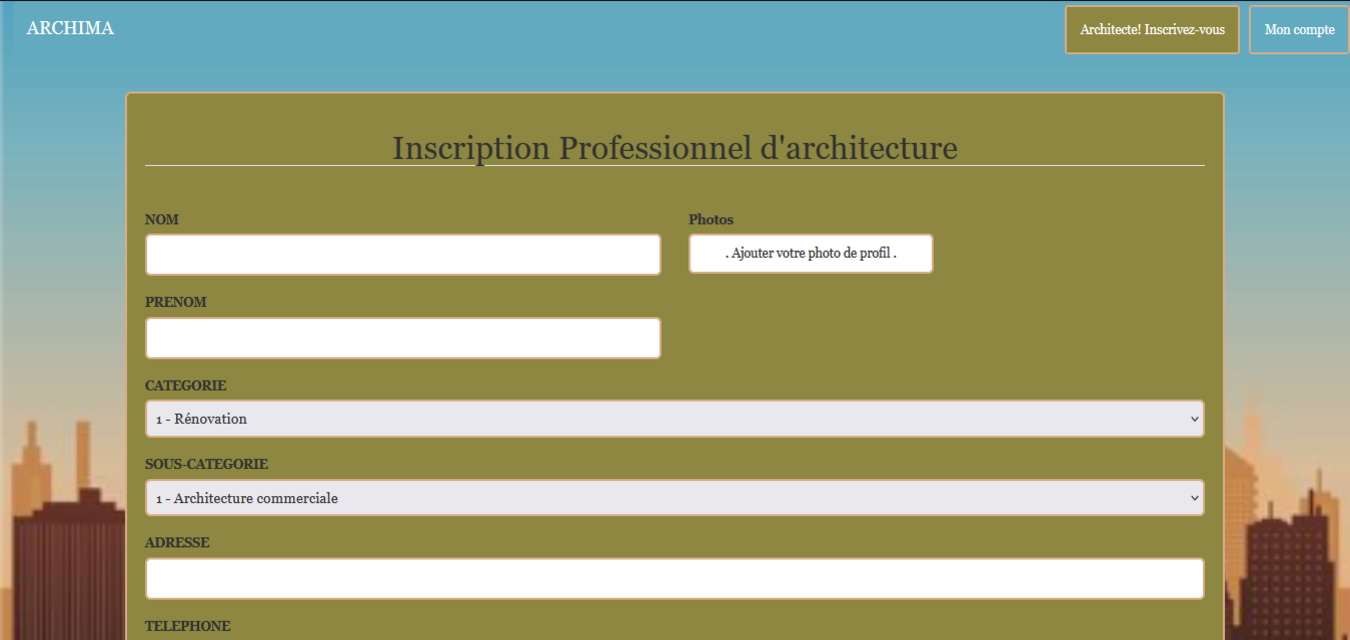 ARCHIMA
Architecte! Inscrivez-vous
Mon compte
Inscription Professionnel d'architecture
NOM
Photos
. Ajouter votre photo de profil .
PRENOM
CATEGORIE
1 - Rénovation
SOUS-CATEGORIE
1 - Architecture commerciale
ADRESSE
TELEPHONE